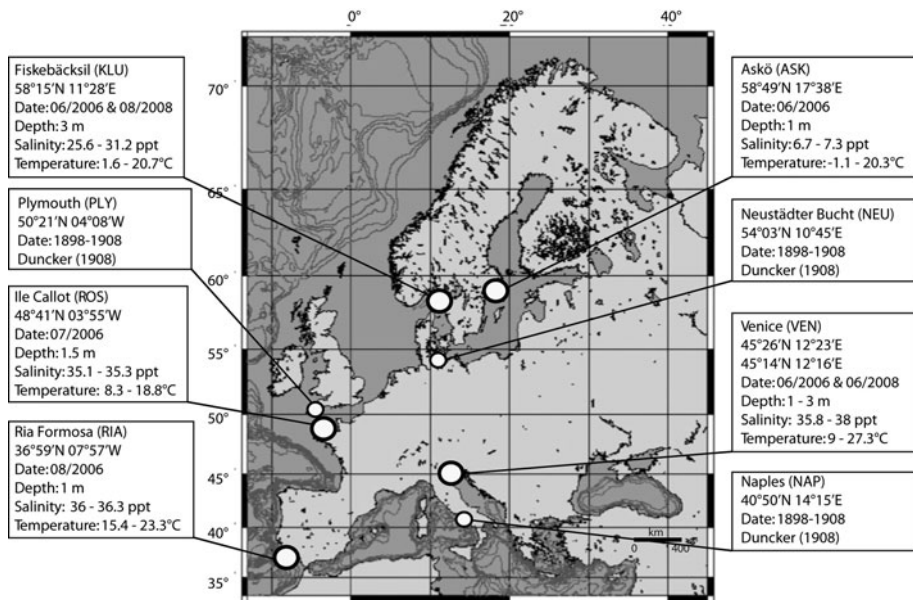 0°
20°
40°
70°
65°
60°
55°
50°
45°
40°
35°
Fiskebäcksil (KLU)
58°15′N 11°28′E
Date: 06/2006 & 08/2008
Depth: 3 m
Salinity: 25.6 - 31.2 ppt
Temperature: 1.6 - 20.7°C
Plymouth (PLY)
50°21′N 04°08′W
Date: 1898-1908
Duncker (1908)
Ile Callot (ROS)
48°41′N 03°55′W
Date: 07/2006
Depth: 1.5 m
Salinity: 35.1 - 35.3 ppt
Temperature: 8.3 - 18.8°C
Ria Formosa (RIA)
36°59′N 07°57′W
Date: 08/2006
Depth: 1 m
Salinity: 36 - 36.3 ppt
Temperature: 15.4 - 23.3°C
Askö (ASK)
58°49′N 17°38′E
Date: 06/2006
Depth: 1 m
Salinity: 6.7 - 7.3 ppt
Temperature: -1.1 - 20.3°C
Neustädter Bucht (NEU)
54°03′N 10°45′E
Date: 1898-1908
Duncker (1908)
Venice (VEN)
45°26′N 12°23′E
45°14′N 12°16′E
Date: 06/2006 & 06/2008
Depth: 1 - 3 m
Salinity: 35.8 - 38 ppt
Temperature: 9 - 27.3°C
Naples (NAP)
40°50′N 14°15′E
Date: 1898-1908
Duncker (1908)
km
0 400